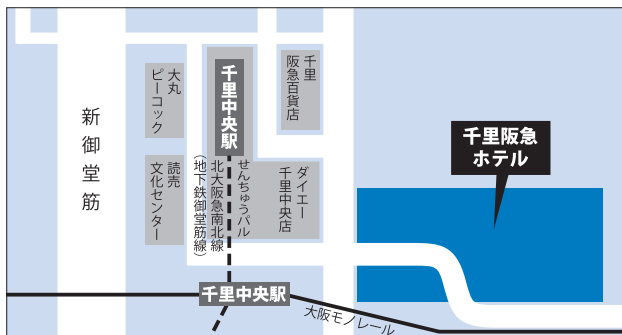 新御堂筋
大丸
ピーコック
読売
文化センター
千里中央駅
北大阪急南北線
(地下鉄御堂筋線)
せんちゅうパル
千里
阪急百貨店
ダイエー
千里中央店
千里阪急
ホテル
千里中央駅
大阪モノレール